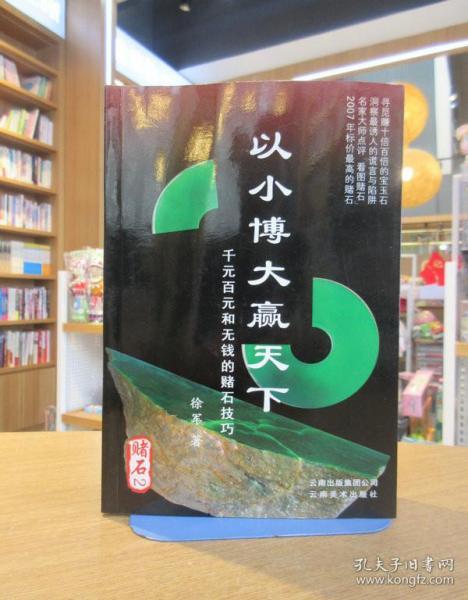 寻觅赚十倍百倍的宝玉石
洞察最诱人的谎言与陷阱
名家大师点评 看图赌石
2007年标价最高的赌石
以小博大赢天下
千元百元和无钱的赌石技巧
徐军 著
赌石2
云南出版集团公司
云南美术出版社
孔夫子旧书网
www.kongfz.com